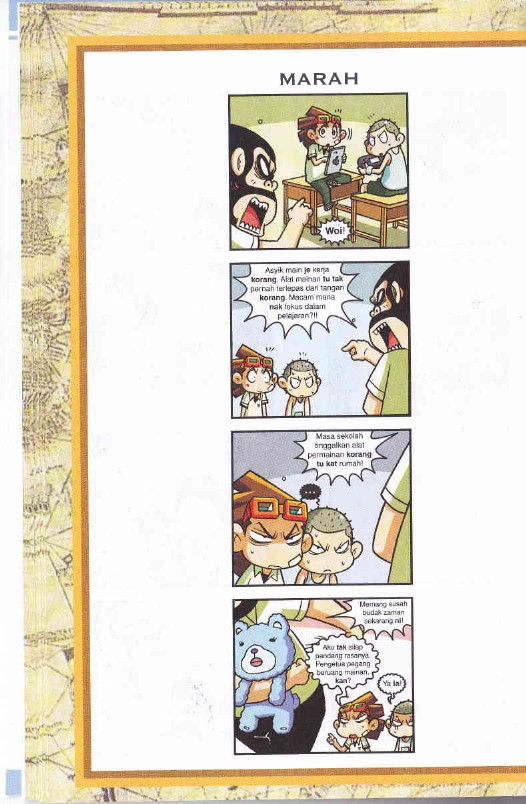 MARAH
Woi!
Asyik main je kerja
korang. Alat mainan tu tak
pernah terlepas dari tangan
korang. Macam mana
nak fokus dalam
pelajaran?!!
Masa sekolah
tinggalkan alat
permainan korang
tu kat rumah!
...
Memang susah
budak zaman
sekarang ni!
Aku tak silap
pandang rasanya.
Pengetua pegang
beruang mainan,
kan?
Ya la!